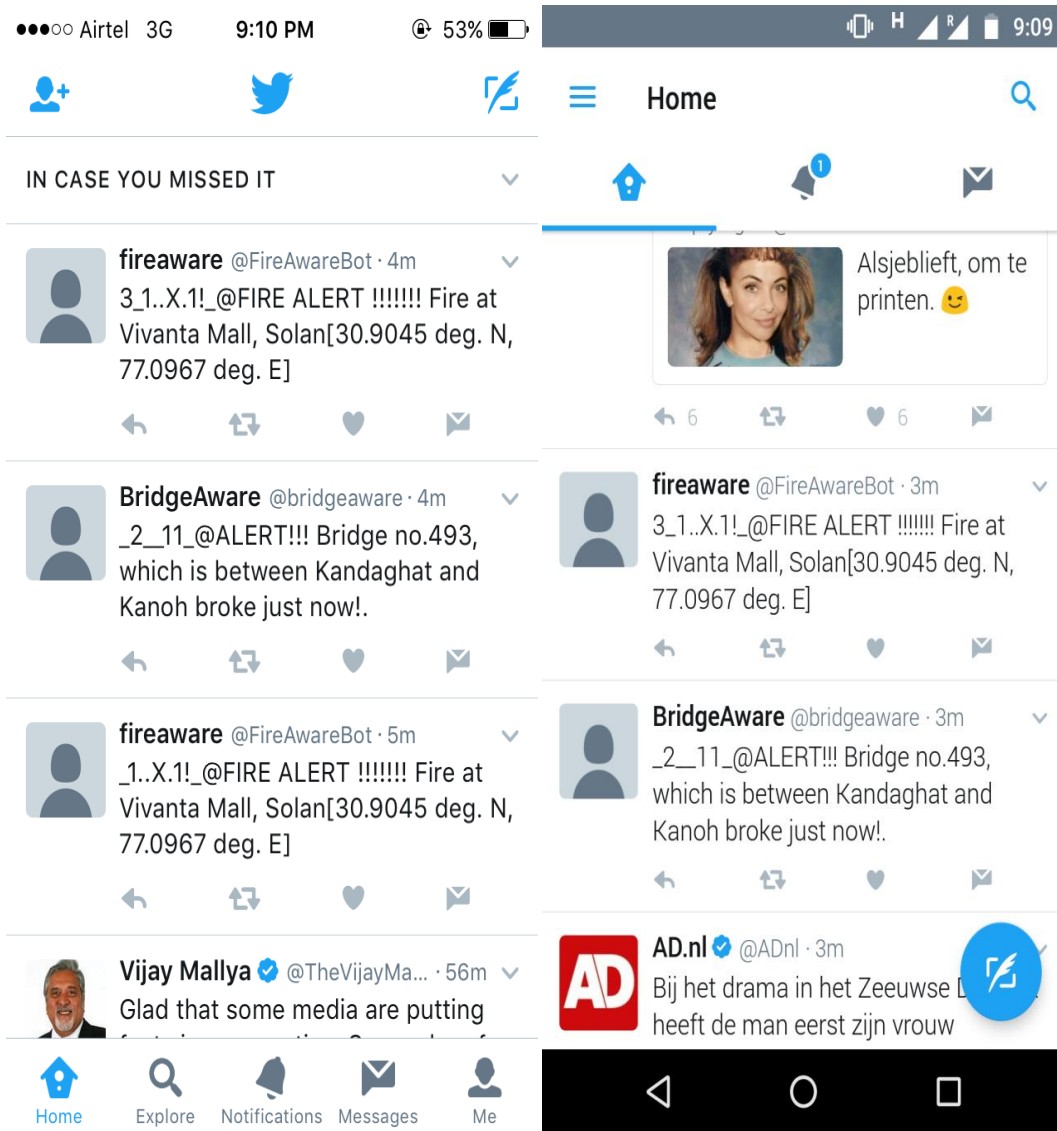 Airtel 3G 9:10 PM 53%
IN CASE YOU MISSED IT
fireaware @FireAwareBot · 4m
3_1..X.1!_@FIRE ALERT !!!!!!! Fire at
Vivanta Mall, Solan[30.9045 deg. N,
77.0967 deg. E]
BridgeAware @bridgeaware · 4m
_2__11_@ALERT!!! Bridge no.493,
which is between Kandaghat and
Kanoh broke just now!.
fireaware @FireAwareBot · 5m
_1..X.1!_@FIRE ALERT !!!!!!! Fire at
Vivanta Mall, Solan[30.9045 deg. N,
77.0967 deg. E]
Vijay Mallya @TheVijayMa... · 56m
Glad that some media are putting
Home Explore Notifications Messages Me
H R 9:09
Home
1
Alsjeblieft, om te
printen. 😉
6 6
fireaware @FireAwareBot · 3m
3_1..X.1!_@FIRE ALERT !!!!!!! Fire at
Vivanta Mall, Solan[30.9045 deg. N,
77.0967 deg. E]
BridgeAware @bridgeaware · 3m
_2__11_@ALERT!!! Bridge no.493,
which is between Kandaghat and
Kanoh broke just now!.
AD
AD.nl @ADnl · 3m
Bij het drama in het Zeeuwse
heeft de man eerst zijn vrouw